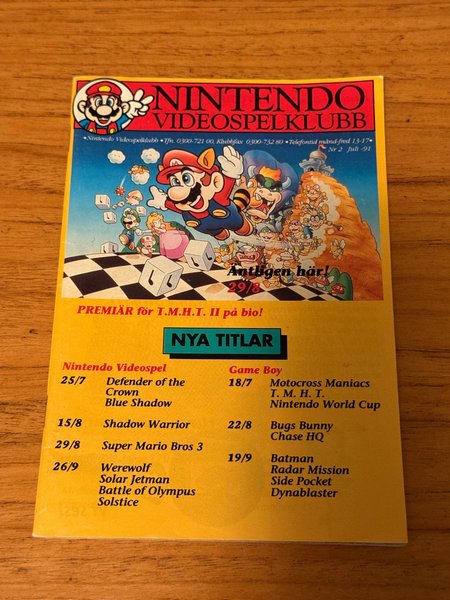 NINTENDO
VIDEOSPELKLUBB
•Nintendo Videospelklubb •Tfn. 0300-721 00, Klubbfax 0300-732 80 •Telefontid månd-fred 13-17•
Nr 2 Juli -91
Äntligen här!
29/8
PREMIÄR för T.M.H.T. II på bio!
NYA TITLAR
Nintendo Videospel
25/7 Defender of the
Crown
Blue Shadow
15/8 Shadow Warrior
29/8 Super Mario Bros 3
26/9 Werewolf
Solar Jetman
Battle of Olympus
Solstice
Game Boy
18/7 Motocross Maniacs
T. M. H. T.
Nintendo World Cup
22/8 Bugs Bunny
Chase HQ
19/9 Batman
Radar Mission
Side Pocket
Dynablaster